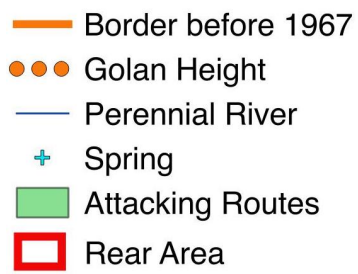 Border before 1967
Golan Height
Perennial River
Spring
Attacking Routes
Rear Area